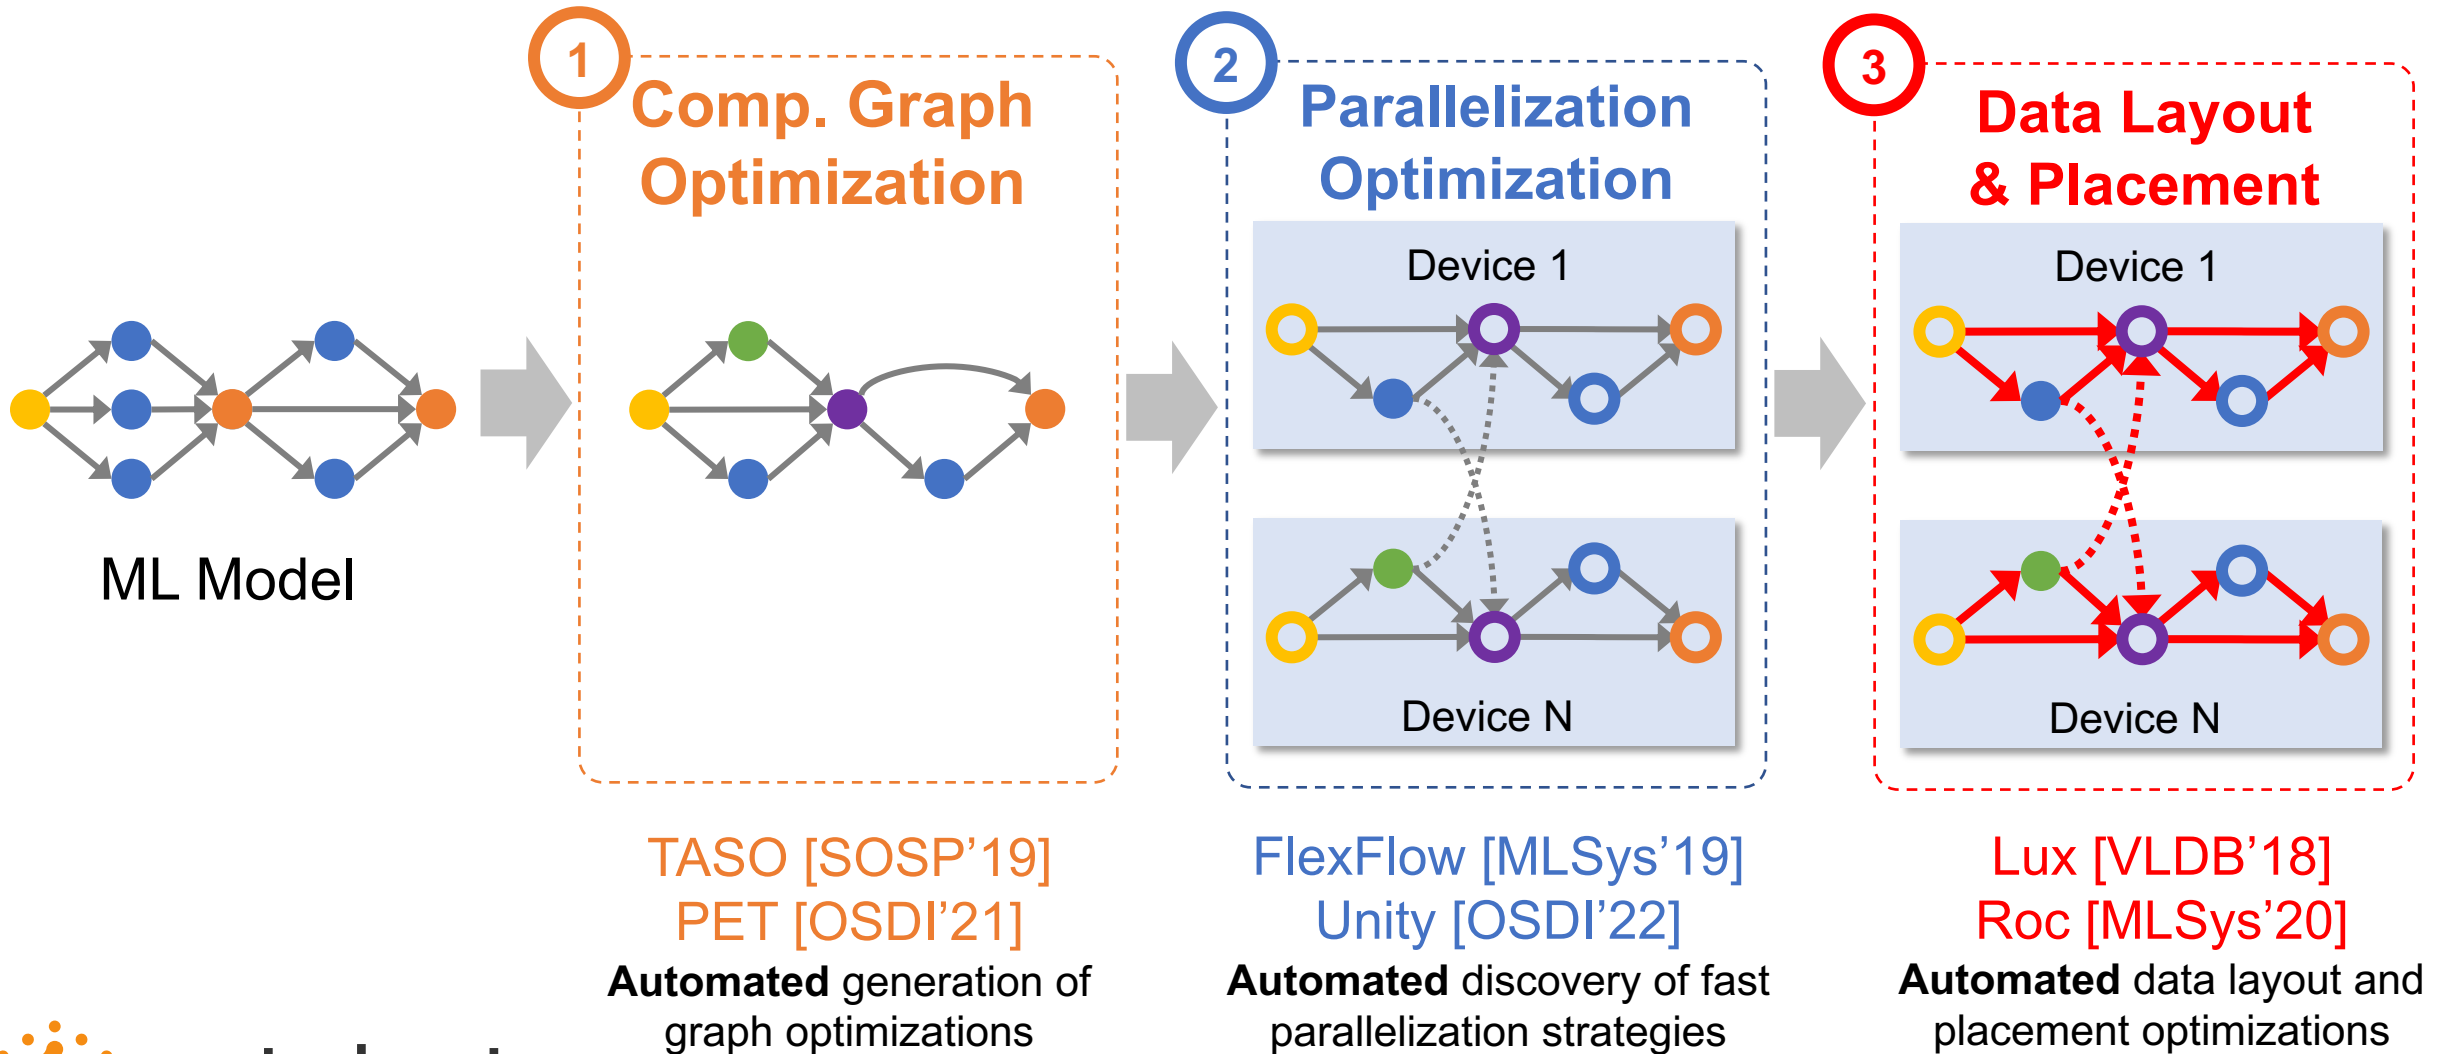 1
Comp. Graph
Optimization
2
Parallelization
Optimization
3
Data Layout
& Placement
Device 1
Device 1
ML Model
Device N
Device N
TASO [SOSP’19]
PET [OSDI’21]
Automated generation of
graph optimizations
FlexFlow [MLSys’19]
Unity [OSDI’22]
Automated discovery of fast
parallelization strategies
Lux [VLDB’18]
Roc [MLSys’20]
Automated data layout and
placement optimizations